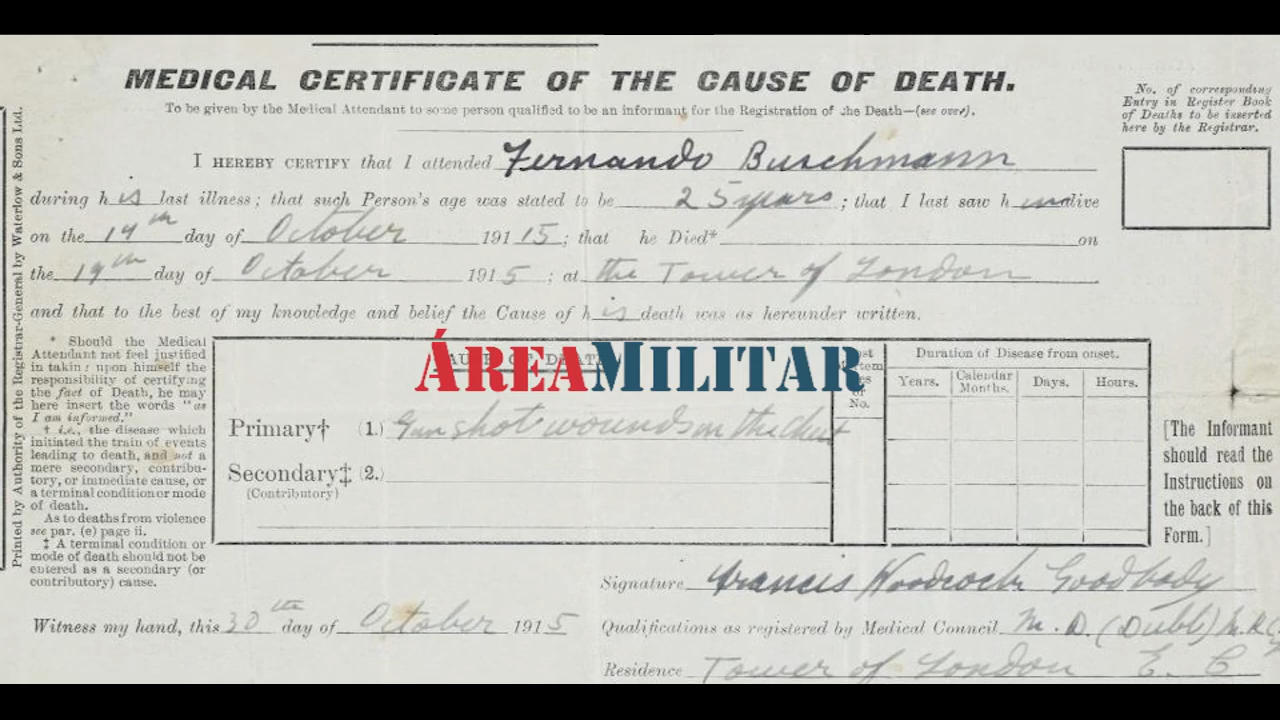 MEDICAL CERTIFICATE OF THE CAUSE OF DEATH.
To be given by the Medical Attendant to some person qualified to be an informant for the Registration of the Death—(see over).
No. of corresponding
Entry in Register Book
of Deaths to be inserted
here by the Registrar.
Printed by Authority of the Registrar-General by Waterlow & Sons Ltd.
I HEREBY CERTIFY that I attended Fernando Buschmann
during his last illness; that such Person's age was stated to be 25 years; that I last saw h im alive
on the 19th day of October 191 15; that he Died* on
the 19th day of October 1915; at the Tower of London
and that to the best of my knowledge and belief the Cause of his death was as hereunder written.
* Should the Medical
Attendant not feel justified
in taking upon himself the
responsibility of certifying
the fact of Death, he may
here insert the words "as
I am informed."
† i.e., the disease which
initiated the train of events
leading to death, and not a
mere secondary, contribu-
tory, or immediate cause, or
a terminal condition or mode
of death.
As to deaths from violence
see par. (e) page ii.
‡ A terminal condition or
mode of death should not be
entered as a secondary (or
contributory) cause.
CAUSE OF DEATH
ÁREAMILITAR
No.
Duration of Disease from onset.
Years. Calendar Months. Days. Hours.
Primary† (1.) Gun shot wounds in the chest
Secondary‡ (2.)
(Contributory)
[The Informant
should read the
Instructions on
the back of this
Form.]
Signature Francis Woodcock Goodbody
Witness my hand, this 30th day of October 1915
Qualifications as registered by Medical Council M.D. (Dubl)
Residence Tower of London E. C.